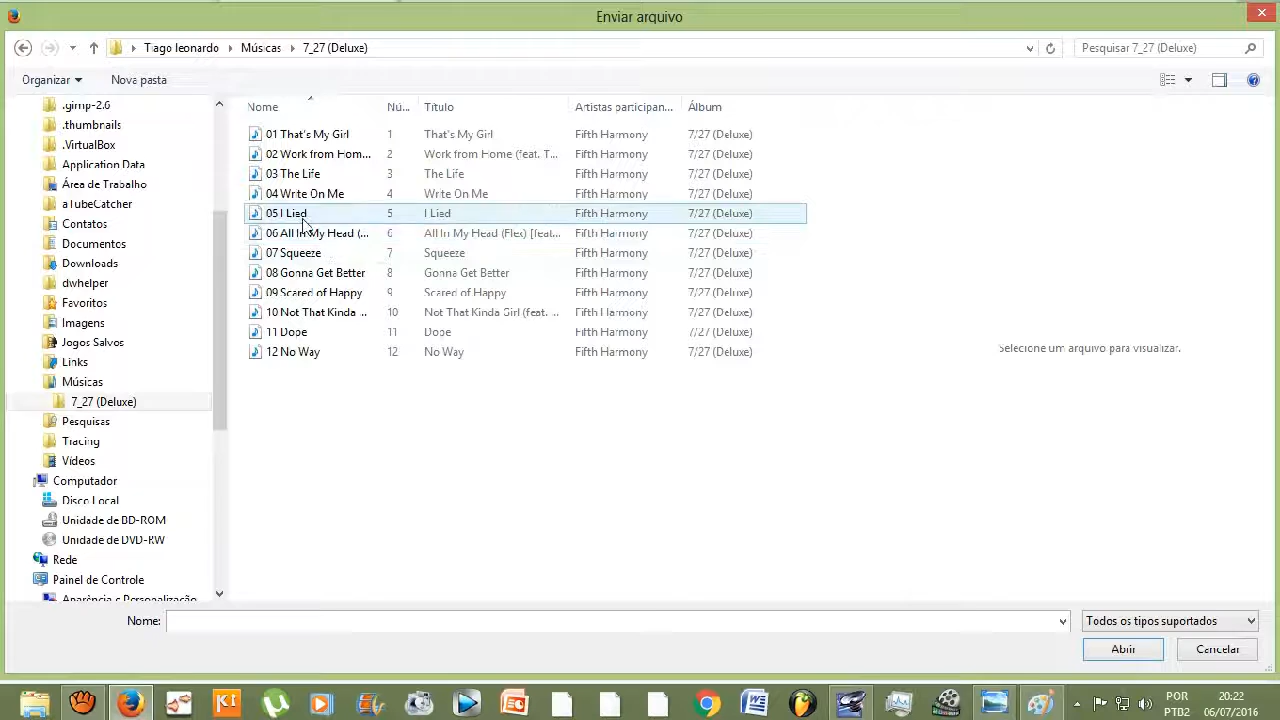 Enviar arquivo
Tiago leonardo Músicas 7_27 (Deluxe) Pesquisar 7_27 (Deluxe)
Organizar Nova pasta
.gimp-2.6
.thumbnails
.VirtualBox
Application Data
Área de Trabalho
aTubeCatcher
Contatos
Documentos
Downloads
dwhelper
Favoritos
Imagens
Jogos Salvos
Links
Músicas
7_27 (Deluxe)
Pesquisas
Tracing
Vídeos
Computador
Disco Local
Unidade de BD-ROM
Unidade de DVD-RW
Rede
Painel de Controle
Aparência e Personalização
Nome Nú... Título Artistas participan... Álbum
01 That's My Girl 1 That's My Girl Fifth Harmony 7/27 (Deluxe)
02 Work from Hom... 2 Work from Home (feat. T... Fifth Harmony 7/27 (Deluxe)
03 The Life 3 The Life Fifth Harmony 7/27 (Deluxe)
04 Write On Me 4 Write On Me Fifth Harmony 7/27 (Deluxe)
05 I Lied 5 I Lied Fifth Harmony 7/27 (Deluxe)
06 All In My Head (... 6 All In My Head (Flex) [feat... Fifth Harmony 7/27 (Deluxe)
07 Squeeze 7 Squeeze Fifth Harmony 7/27 (Deluxe)
08 Gonna Get Better 8 Gonna Get Better Fifth Harmony 7/27 (Deluxe)
09 Scared of Happy 9 Scared of Happy Fifth Harmony 7/27 (Deluxe)
10 Not That Kinda ... 10 Not That Kinda Girl (feat. ... Fifth Harmony 7/27 (Deluxe)
11 Dope 11 Dope Fifth Harmony 7/27 (Deluxe)
12 No Way 12 No Way Fifth Harmony 7/27 (Deluxe)
Selecione um arquivo para visualizar.
Nome: Todos os tipos suportados
Abrir Cancelar
POR 20:22
PTB2 06/07/2016